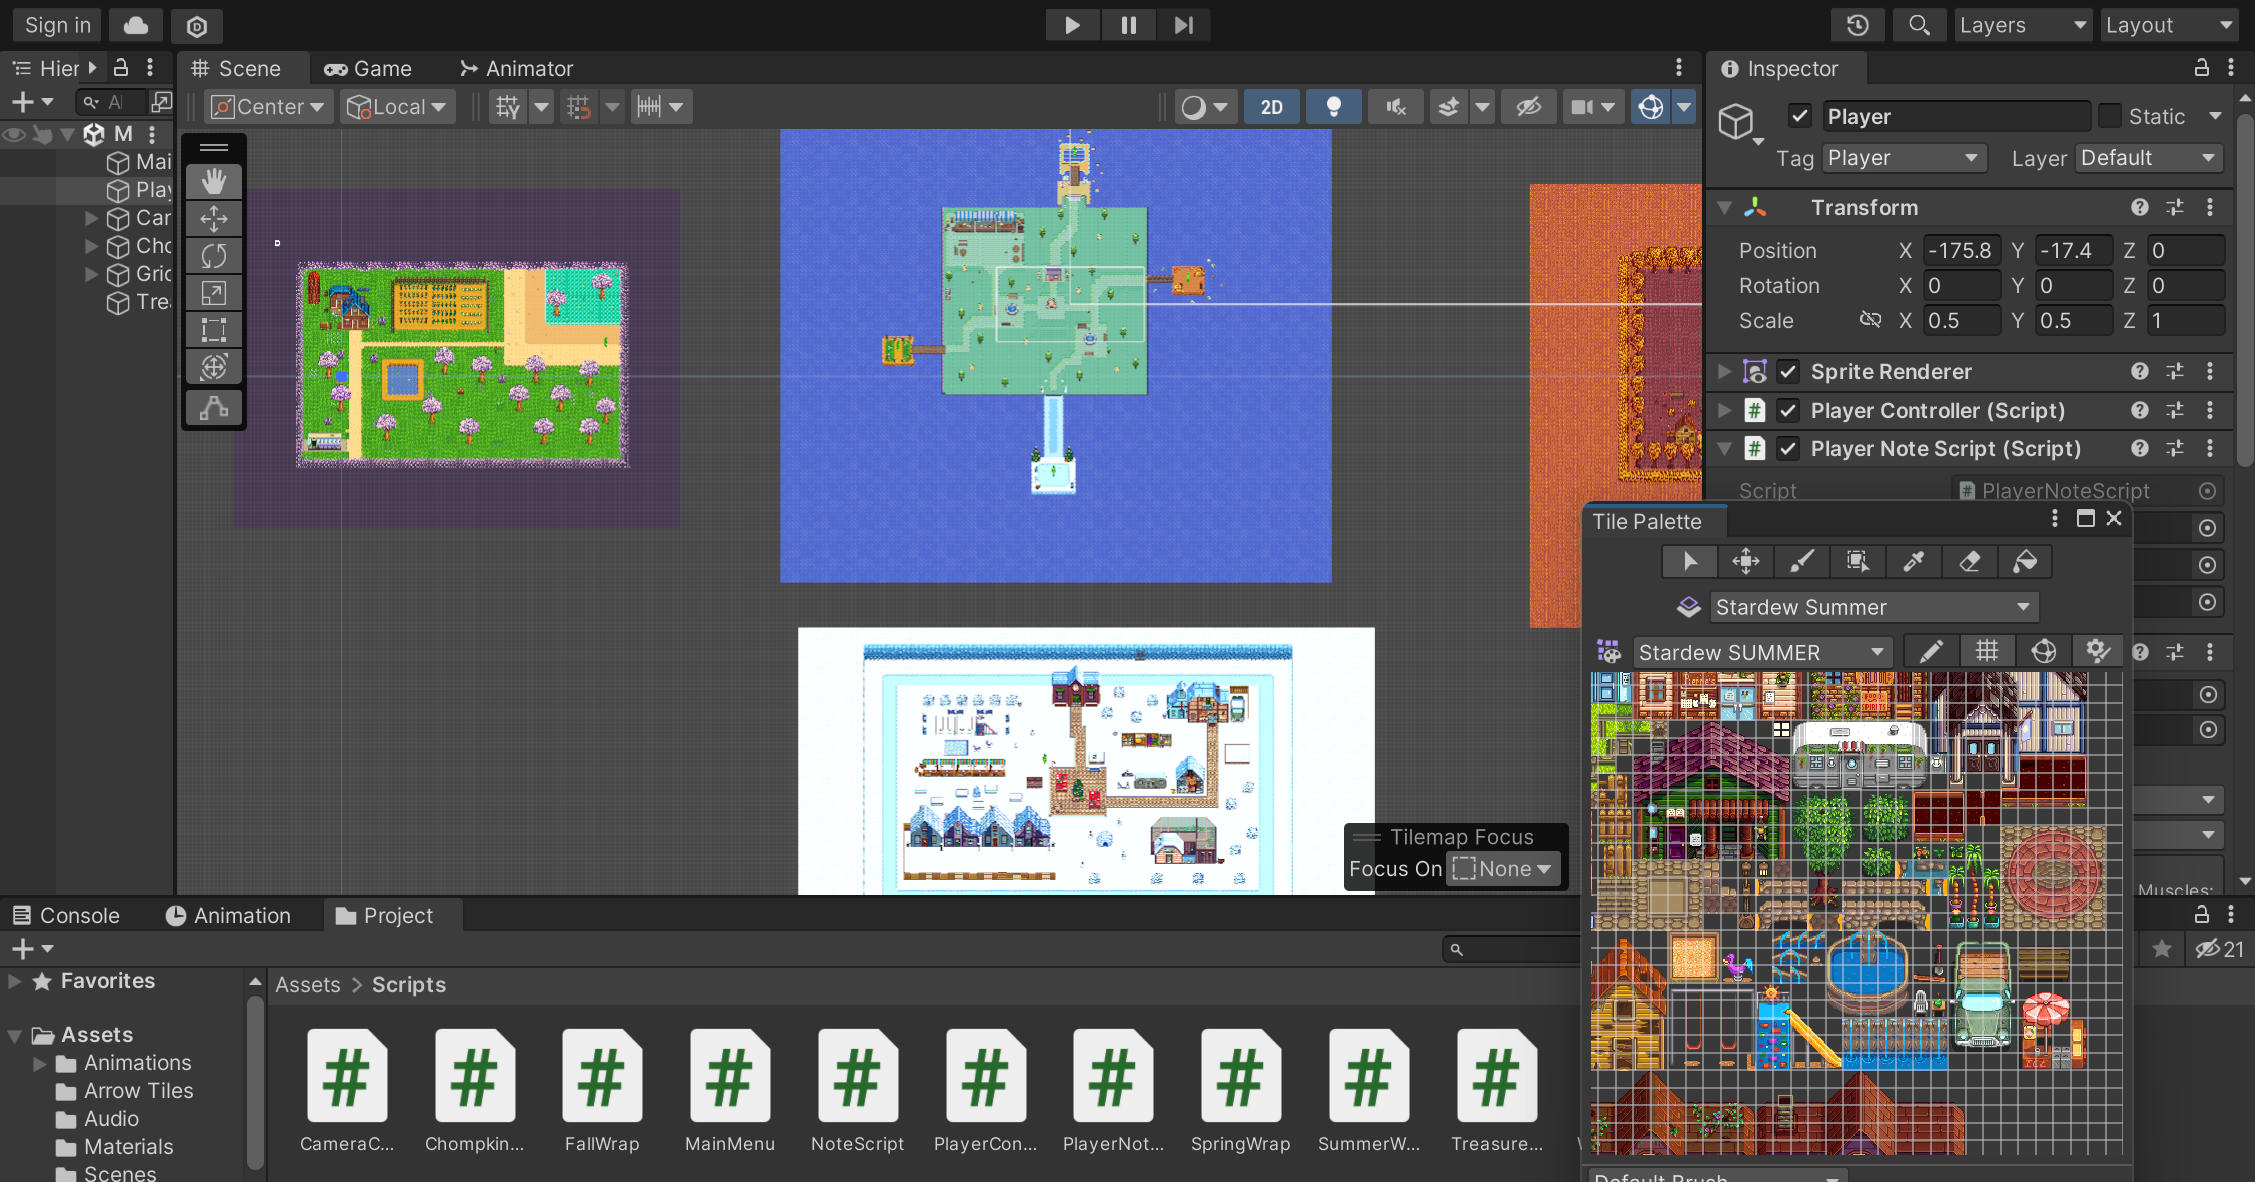 Sign in
Layers
Layout
Hier
Scene
Game
Animator
Inspector
Center
Local
2D
Player
Static
Tag
Player
Layer
Default
M
Mai
Play
Car
Cho
Grid
Trea
Transform
Position
X
-175.8
Y
-17.4
Z
0
Rotation
X
0
Y
0
Z
0
Scale
X
0.5
Y
0.5
Z
1
Sprite Renderer
Player Controller (Script)
Player Note Script (Script)
Script
PlayerNoteScript
Tile Palette
Stardew Summer
Stardew SUMMER
Tilemap Focus
Focus On
None
Muscles:
Console
Animation
Project
21
Favorites
Assets > Scripts
Assets
Animations
Arrow Tiles
Audio
Materials
Scenes
CameraC...
Chompkin...
FallWrap
MainMenu
NoteScript
PlayerCon...
PlayerNot...
SpringWrap
SummerW...
Treasure...
Default Brush